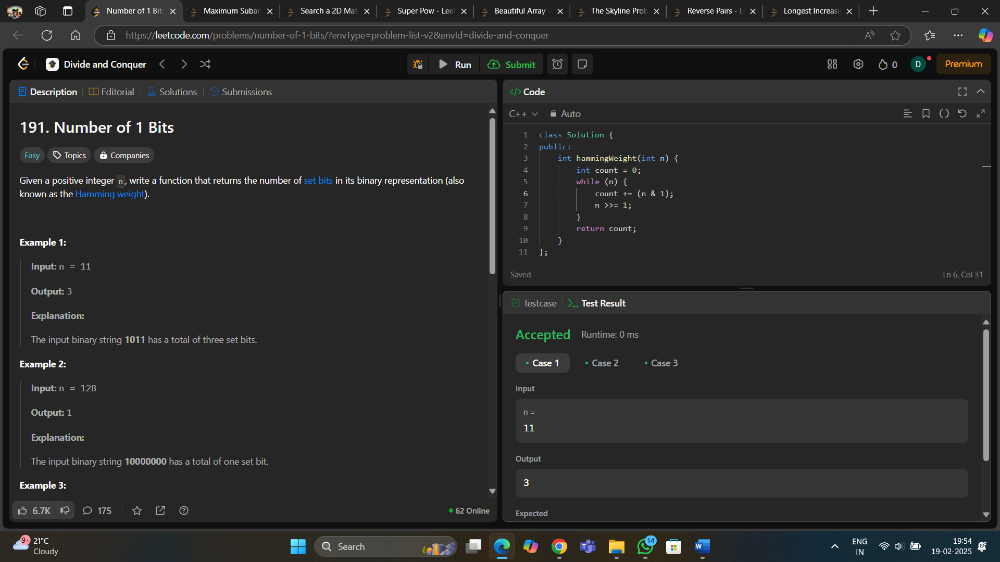 Number of 1 Bits
Maximum Subar
Search a 2D Mat
Super Pow - Leet
Beautiful Array -
The Skyline Prob
Reverse Pairs - L
Longest Increasi
https://leetcode.com/problems/number-of-1-bits/?envType=problem-list-v2&envId=divide-and-conquer
Divide and Conquer
Run
Submit
0
D
Premium
Description
Editorial
Solutions
Submissions
191. Number of 1 Bits
Easy
Topics
Companies
Given a positive integer n, write a function that returns the number of set bits in its binary representation (also
known as the Hamming weight).
Example 1:
Input: n = 11
Output: 3
Explanation:
The input binary string 1011 has a total of three set bits.
Example 2:
Input: n = 128
Output: 1
Explanation:
The input binary string 10000000 has a total of one set bit.
Example 3:
6.7K
175
62 Online
</> Code
C++
Auto
1 class Solution {
2 public:
3 int hammingWeight(int n) {
4 int count = 0;
5 while (n) {
6 count += (n & 1);
7 n >>= 1;
8 }
9 return count;
10 }
11 };
Saved
Ln 6, Col 31
Testcase
Test Result
Accepted
Runtime: 0 ms
Case 1
Case 2
Case 3
Input
n =
11
Output
3
Expected
9+
21°C
Cloudy
Search
14
ENG
IN
19:54
19-02-2025